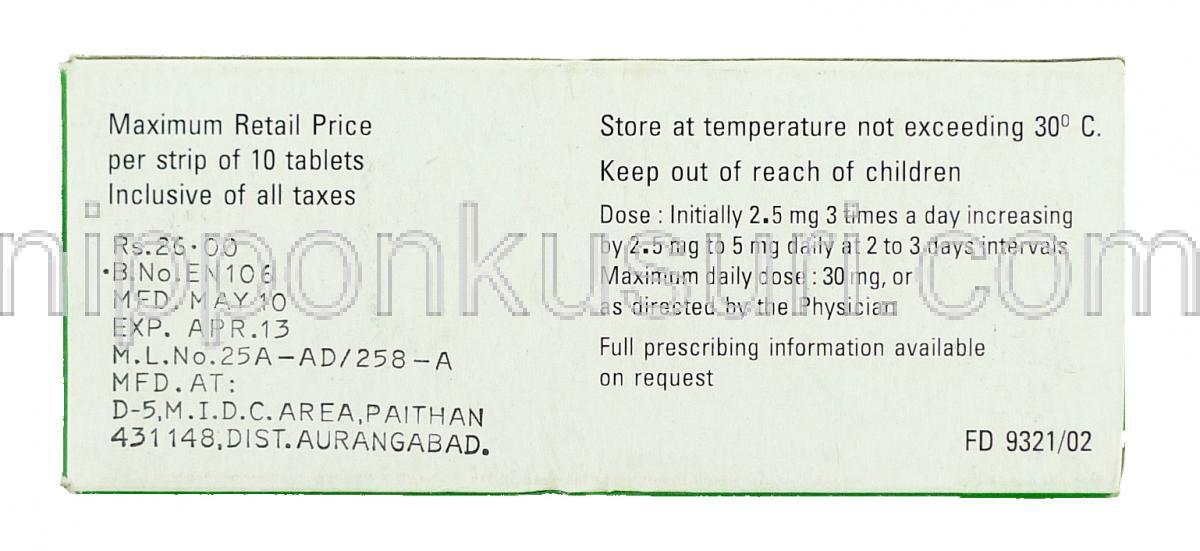 Maximum Retail Price
per strip of 10 tablets
Inclusive of all taxes
Rs.26.00
B.No.EN106
MFD. MAY.10
EXP. APR.13
M.L.No.25A-AD/258-A
MFD.AT:
D-5,M.I.D.C.AREA,PAITHAN
431148,DIST.AURANGABAD.
Store at temperature not exceeding 30⁰ C.
Keep out of reach of children
Dose : Initially 2.5 mg 3 times a day increasing
by 2.5 mg to 5 mg daily at 2 to 3 days intervals
Maximum daily dose : 30 mg, or
as directed by the Physician
Full prescribing information available
on request
FD 9321/02
nipponkusuri.com